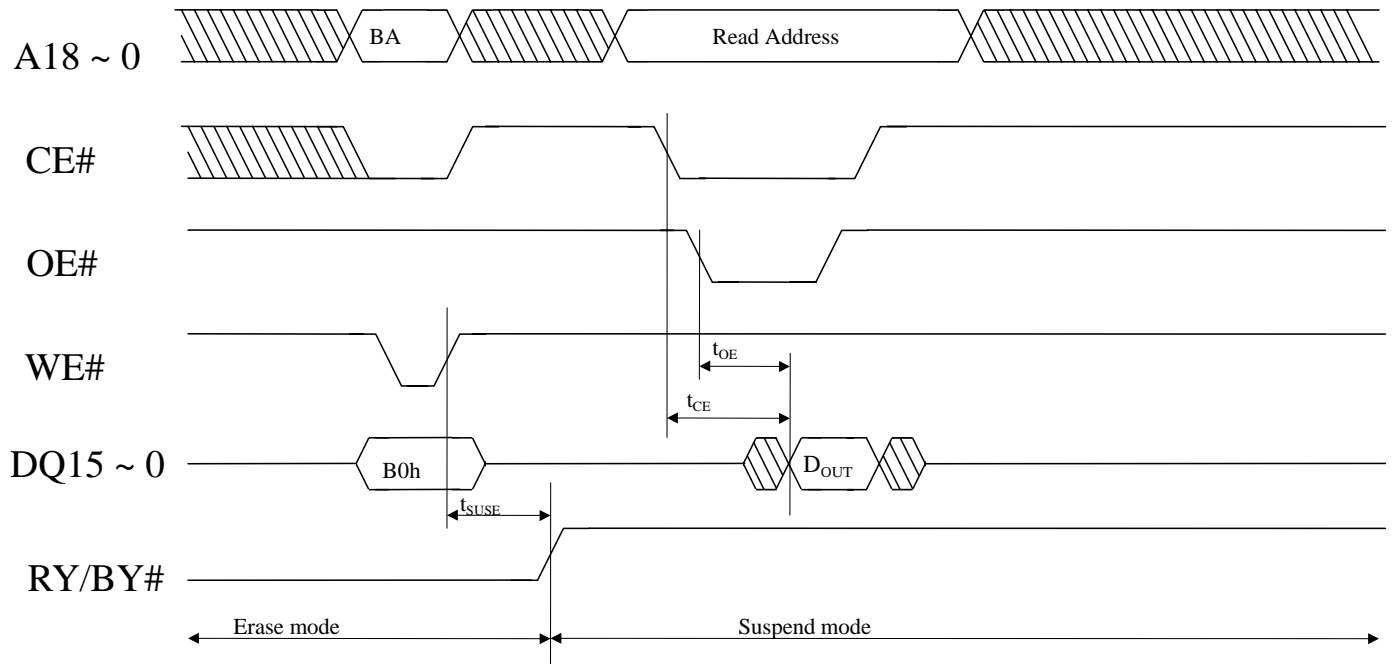 A18 ~ 0
BA
Read Address
CE#
OE#
WE#
tOE
tCE
DQ15 ~ 0
B0h
DOUT
tSUSE
RY/BY#
Erase mode
Suspend mode